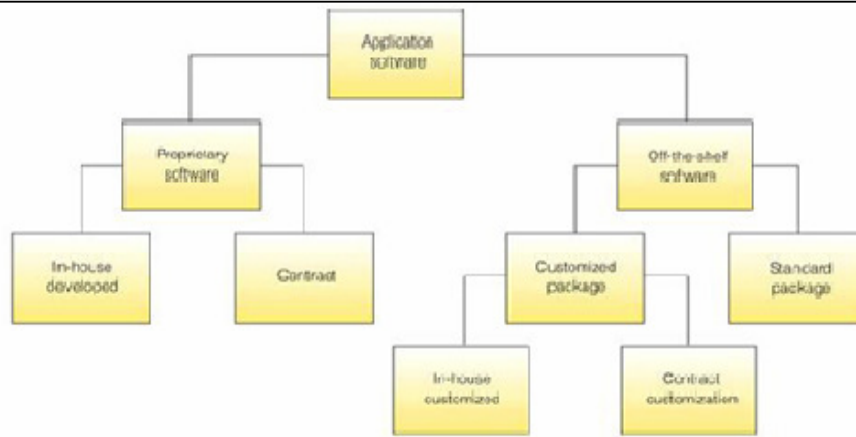 Application
software
Proprietary
software
Off-the-shelf
software
In-house
developed
Contract
Customized
package
Standard
package
In-house
customized
Contract
customization